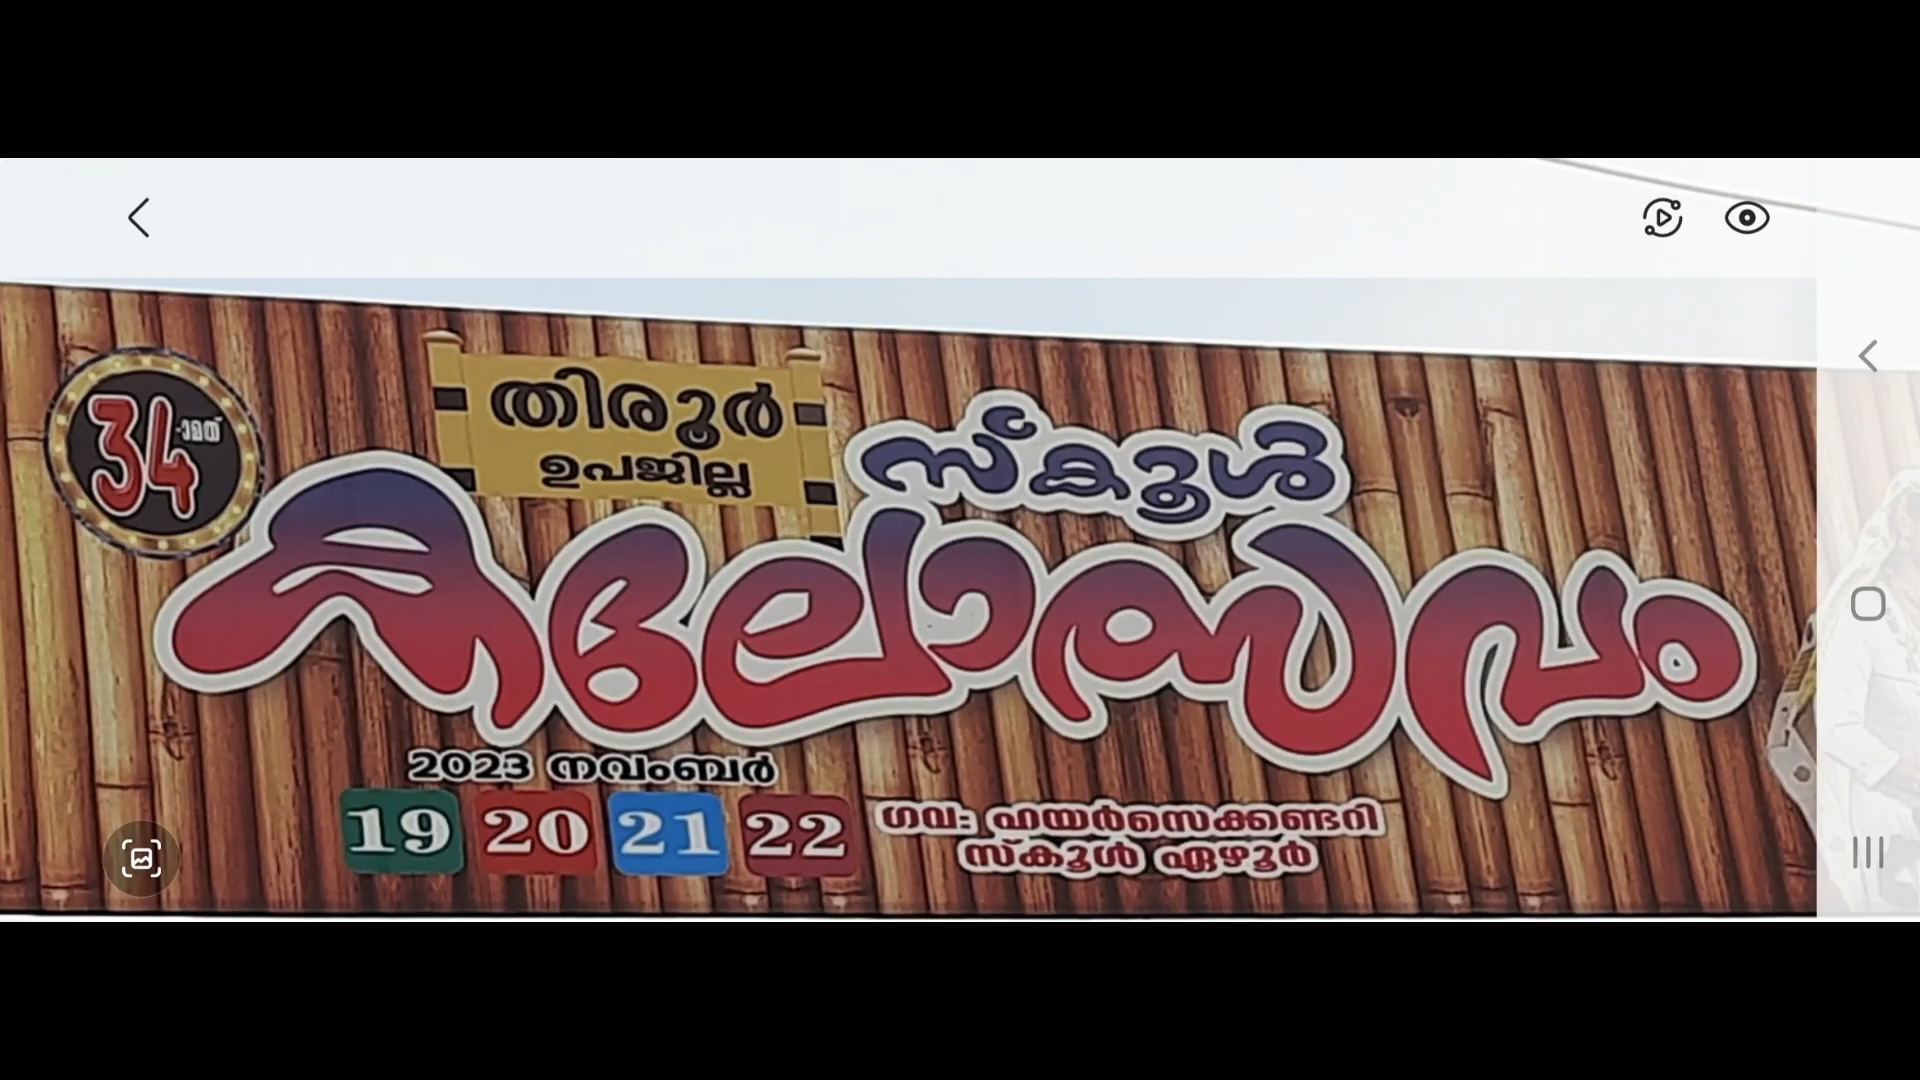 34-ാമത്
തിരൂർ
ഉപജില്ല
സ്കൂൾ
കലോത്സവം
2023 നവംബർ
19 20 21 22
ഗവ: ഹയർസെക്കണ്ടറി
സ്കൂൾ ഏഴൂർ